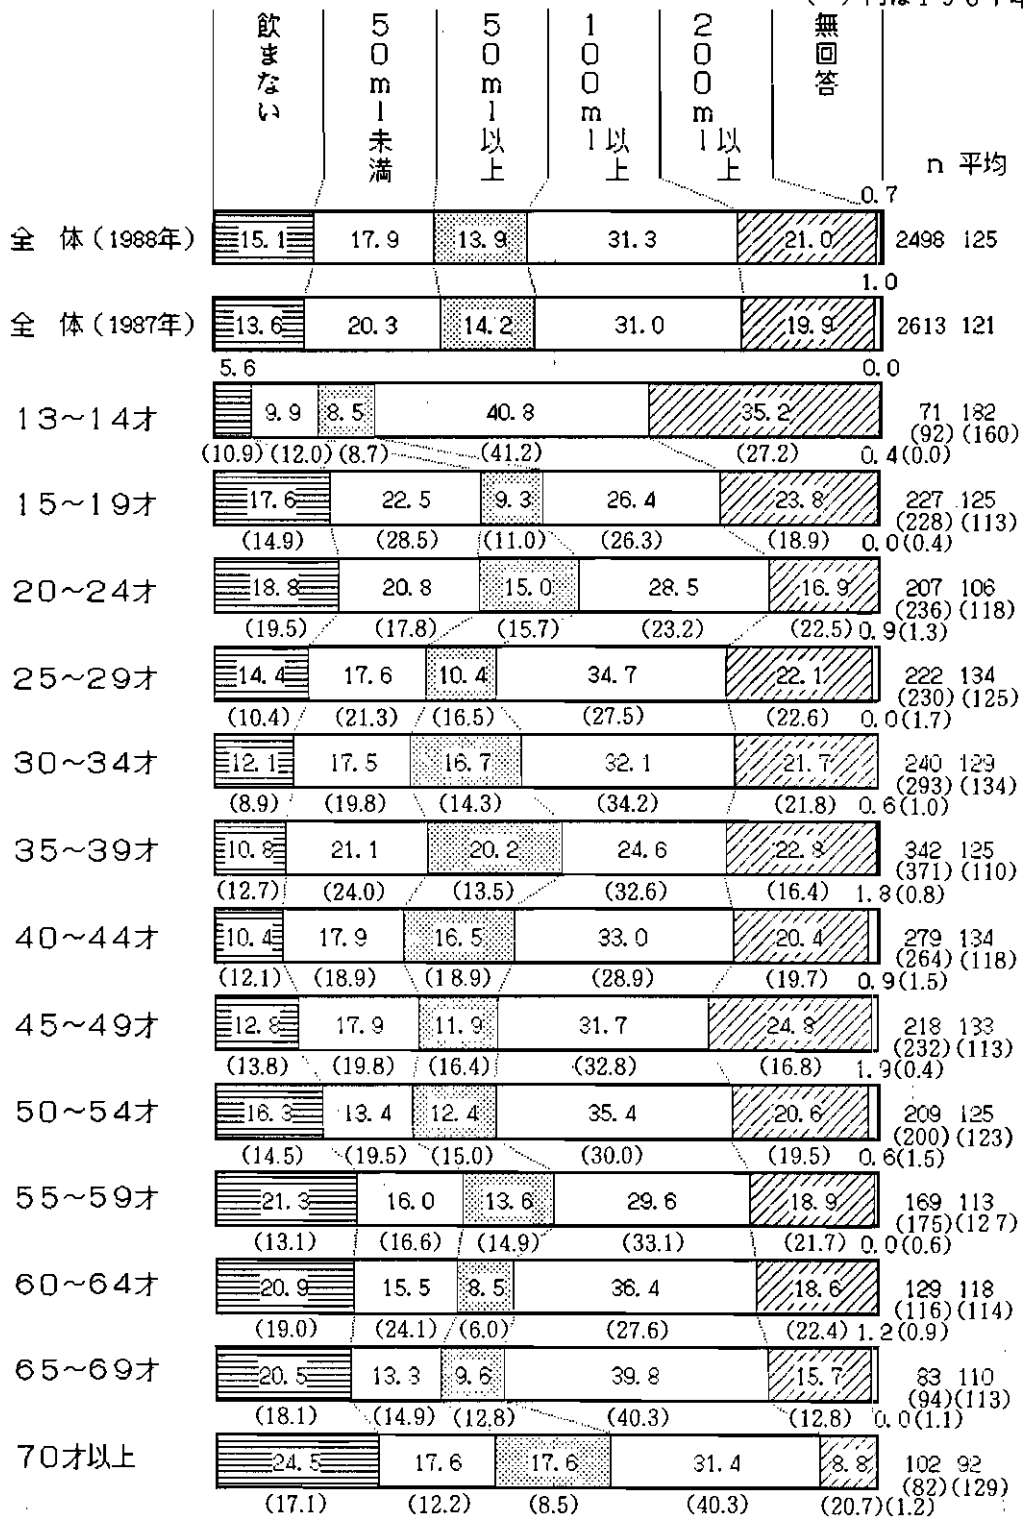 ( )内は１９８７年
飲まない 50ml未満 50ml以上 100ml以上 200ml以上 無回答
n 平均
0.7
全 体（1988年） 15.1 17.9 13.9 31.3 21.0 2498 125
1.0
全 体（1987年） 13.6 20.3 14.2 31.0 19.9 2613 121
5.6 0.0
13～14才 9.9 8.5 40.8 35.2 71 182
(92) (160)
(10.9) (12.0) (8.7) (41.2) (27.2) 0.4(0.0)
15～19才 17.6 22.5 9.3 26.4 23.8 227 125
(228) (113)
(14.9) (28.5) (11.0) (26.3) (18.9) 0.0(0.4)
20～24才 18.8 20.8 15.0 28.5 16.9 207 106
(236) (118)
(19.5) (17.8) (15.7) (23.2) (22.5) 0.9(1.3)
25～29才 14.4 17.6 10.4 34.7 22.1 222 134
(230) (125)
(10.4) (21.3) (16.5) (27.5) (22.6) 0.0(1.7)
30～34才 12.1 17.5 16.7 32.1 21.7 240 129
(293) (134)
(8.9) (19.8) (14.3) (34.2) (21.8) 0.6(1.0)
35～39才 10.8 21.1 20.2 24.6 22.8 342 125
(371) (110)
(12.7) (24.0) (13.5) (32.6) (16.4) 1.8(0.8)
40～44才 10.4 17.9 16.5 33.0 20.4 279 134
(264) (118)
(12.1) (18.9) (18.9) (28.9) (19.7) 0.9(1.5)
45～49才 12.8 17.9 11.9 31.7 24.8 218 133
(232) (113)
(13.8) (19.8) (16.4) (32.8) (16.8) 1.9(0.4)
50～54才 16.3 13.4 12.4 35.4 20.6 209 125
(200) (123)
(14.5) (19.5) (15.0) (30.0) (19.5) 0.6(1.5)
55～59才 21.3 16.0 13.6 29.6 18.9 169 113
(175) (127)
(13.1) (16.6) (14.9) (33.1) (21.7) 0.0(0.6)
60～64才 20.9 15.5 8.5 36.4 18.6 129 118
(116) (114)
(19.0) (24.1) (6.0) (27.6) (22.4) 1.2(0.9)
65～69才 20.5 13.3 9.6 39.8 15.7 83 110
(94) (113)
(18.1) (14.9) (12.8) (40.3) (12.8) 0.0(1.1)
70才以上 24.5 17.6 17.6 31.4 8.8 102 92
(82) (129)
(17.1) (12.2) (8.5) (40.3) (20.7)(1.2)